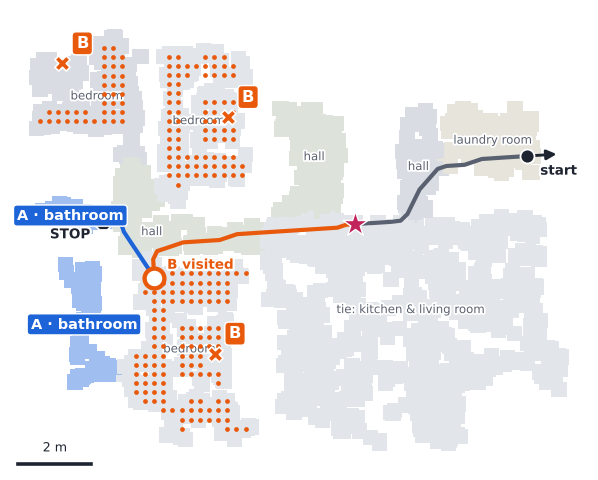 B
bedroom
B
bedroom
laundry room
hall
hall
start
A · bathroom
STOP
hall
B visited
tie: kitchen & living room
A · bathroom
B
bedroom
2 m